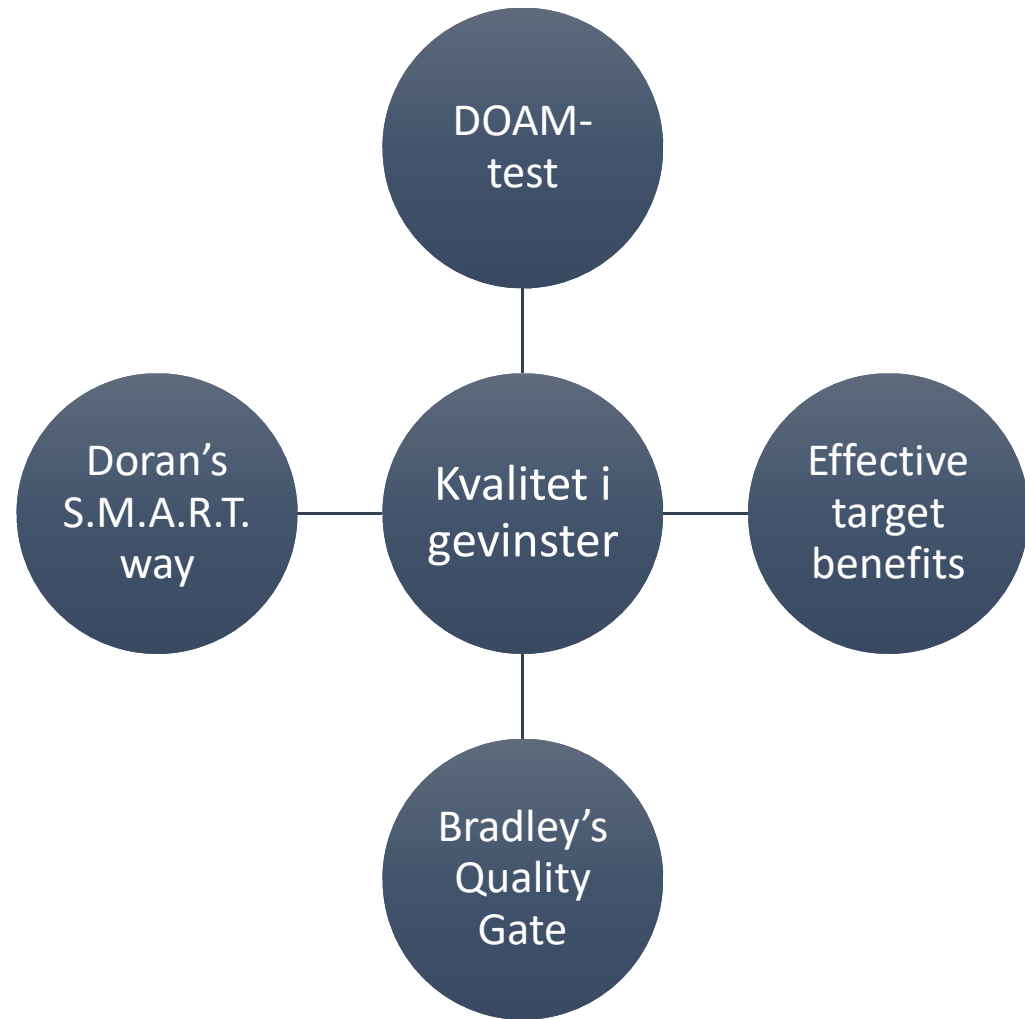 DOAM-
test
Doran’s
S.M.A.R.T.
way
Kvalitet i
gevinster
Effective
target
benefits
Bradley’s
Quality
Gate